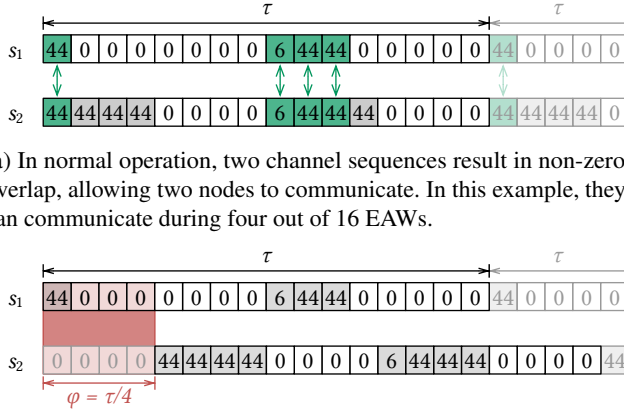 τ τ
s1 44 0 0 0 0 0 0 0 6 44 44 0 0 0 0 0 44 0 0 0 0
s2 44 44 44 44 0 0 0 0 6 44 44 44 0 0 0 0 44 44 44 44 0
) In normal operation, two channel sequences result in non-zero
verlap, allowing two nodes to communicate. In this example, they
an communicate during four out of 16 EAWs.
τ τ
s1 44 0 0 0 0 0 0 0 6 44 44 0 0 0 0 0 44 0 0 0 0
s2 0 0 0 0 44 44 44 44 0 0 0 0 6 44 44 44 0 0 0 0 44
φ = τ/4